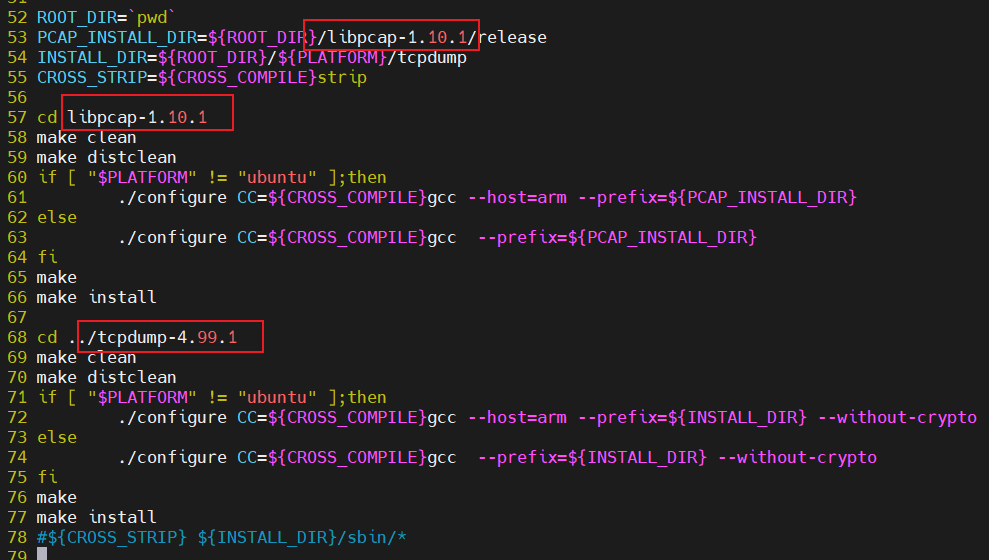 51
52 ROOT_DIR=`pwd`
53 PCAP_INSTALL_DIR=${ROOT_DIR}/libpcap-1.10.1/release
54 INSTALL_DIR=${ROOT_DIR}/${PLATFORM}/tcpdump
55 CROSS_STRIP=${CROSS_COMPILE}strip
56
57 cd libpcap-1.10.1
58 make clean
59 make distclean
60 if [ "$PLATFORM" != "ubuntu" ];then
61         ./configure CC=${CROSS_COMPILE}gcc --host=arm --prefix=${PCAP_INSTALL_DIR}
62 else
63         ./configure CC=${CROSS_COMPILE}gcc  --prefix=${PCAP_INSTALL_DIR}
64 fi
65 make
66 make install
67
68 cd ../tcpdump-4.99.1
69 make clean
70 make distclean
71 if [ "$PLATFORM" != "ubuntu" ];then
72         ./configure CC=${CROSS_COMPILE}gcc --host=arm --prefix=${INSTALL_DIR} --without-crypto
73 else
74         ./configure CC=${CROSS_COMPILE}gcc  --prefix=${INSTALL_DIR} --without-crypto
75 fi
76 make
77 make install
78 #${CROSS_STRIP} ${INSTALL_DIR}/sbin/*
79